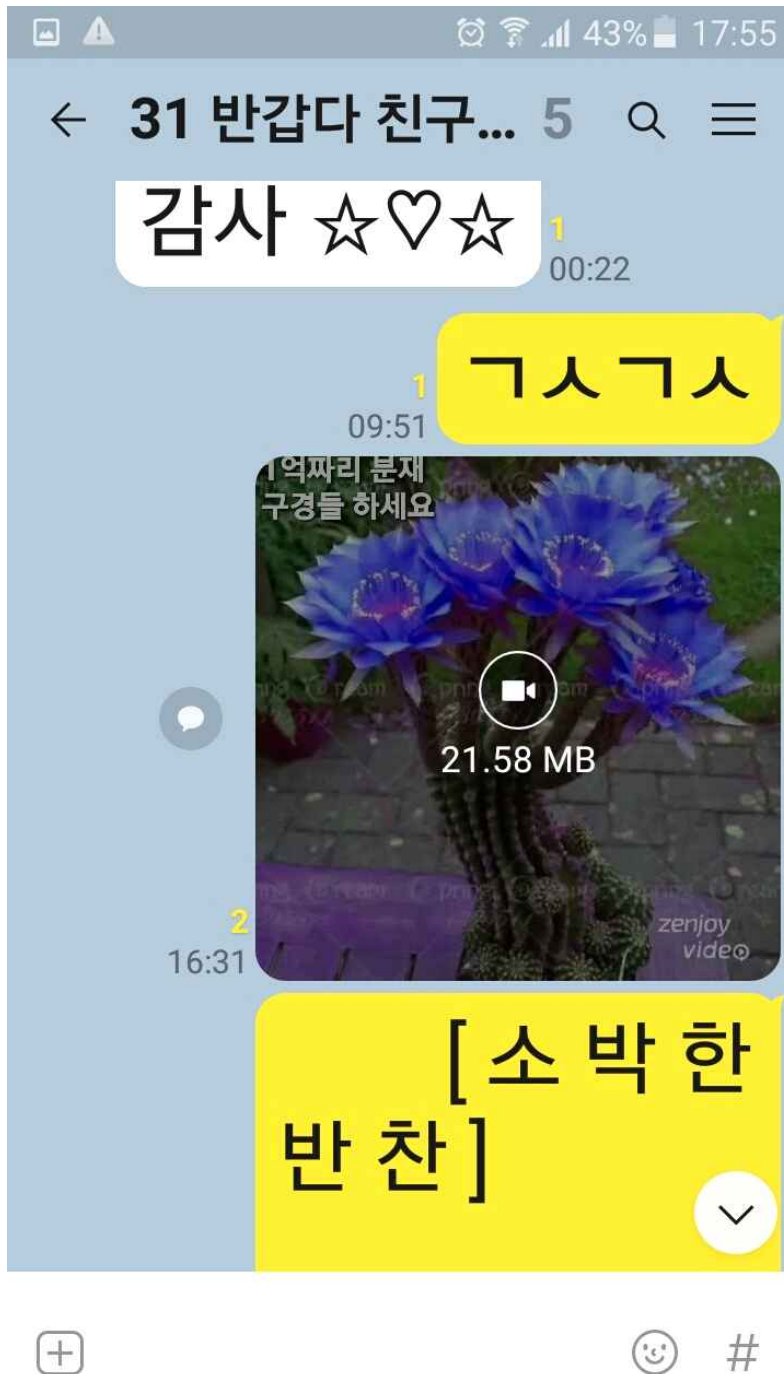 43% 17:55
31 반갑다 친구... 5
감사 ☆♡☆
1
00:22
ㄱㅅㄱㅅ
1
09:51
1억짜리 분재
구경들 하세요
21.58 MB
zenjoy
video
2
16:31
[ 소 박 한
반 찬 ]
#